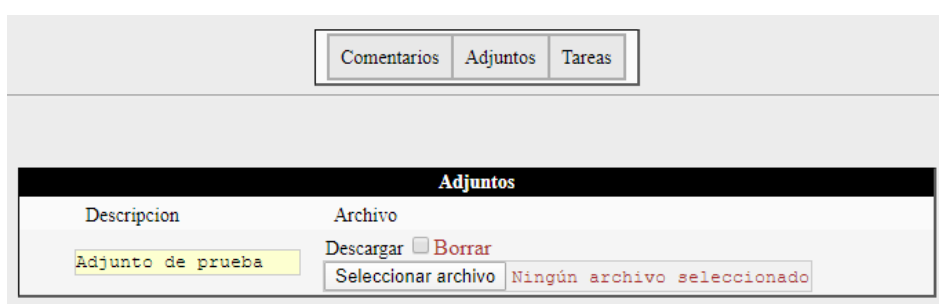 Comentarios Adjuntos Tareas
Adjuntos
Descripcion Archivo
Adjunto de prueba
Descargar Borrar
Seleccionar archivo Ningún archivo seleccionado